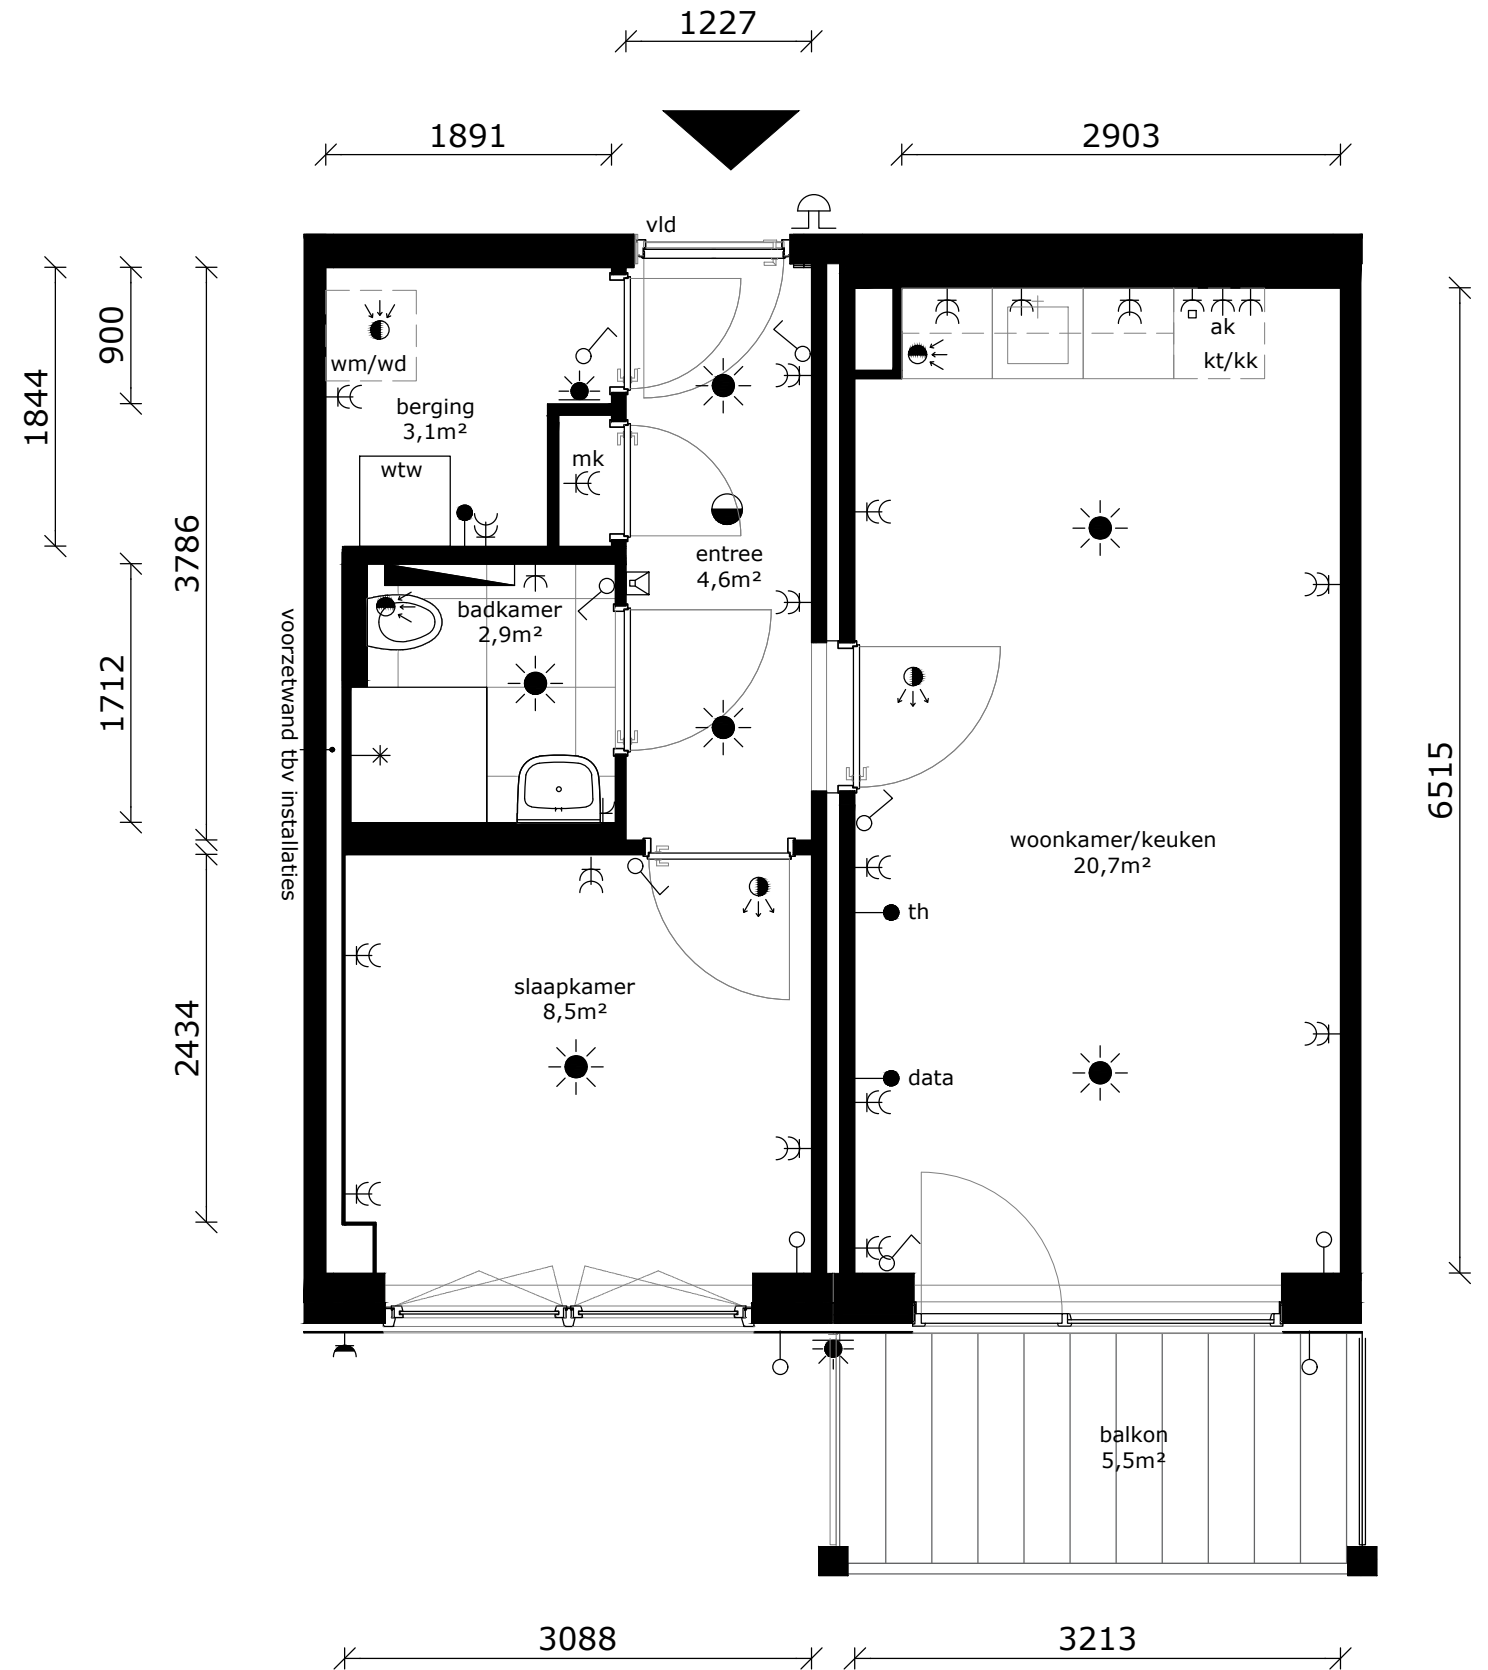 1227
1891
2903
vld
900
1844
3786
1712
2434
6515
wm/wd
berging
3,1m²
wtw
mk
ak
kt/kk
entree
4,6m²
badkamer
2,9m²
voorzetwand tbv installaties
woonkamer/keuken
20,7m²
th
slaapkamer
8,5m²
data
balkon
5,5m²
3088
3213